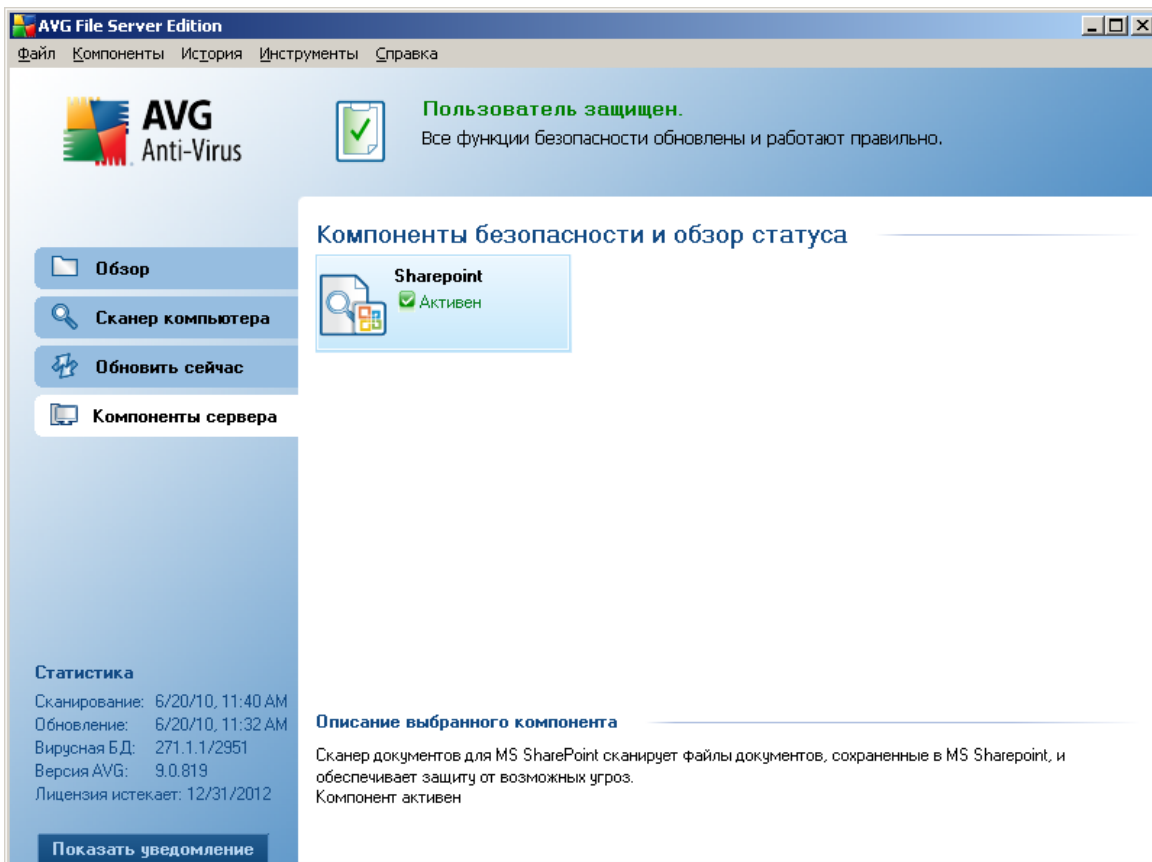 AVG File Server Edition
Файл Компоненты История Инструменты Справка
AVG
Anti-Virus
Пользователь защищен.
Все функции безопасности обновлены и работают правильно.
Обзор
Сканер компьютера
Обновить сейчас
Компоненты сервера
Компоненты безопасности и обзор статуса
Sharepoint
Активен
Статистика
Сканирование: 6/20/10, 11:40 AM
Обновление: 6/20/10, 11:32 AM
Вирусная БД: 271.1.1/2951
Версия AVG: 9.0.819
Лицензия истекает: 12/31/2012
Показать уведомление
Описание выбранного компонента
Сканер документов для MS SharePoint сканирует файлы документов, сохраненные в MS Sharepoint, и
обеспечивает защиту от возможных угроз.
Компонент активен